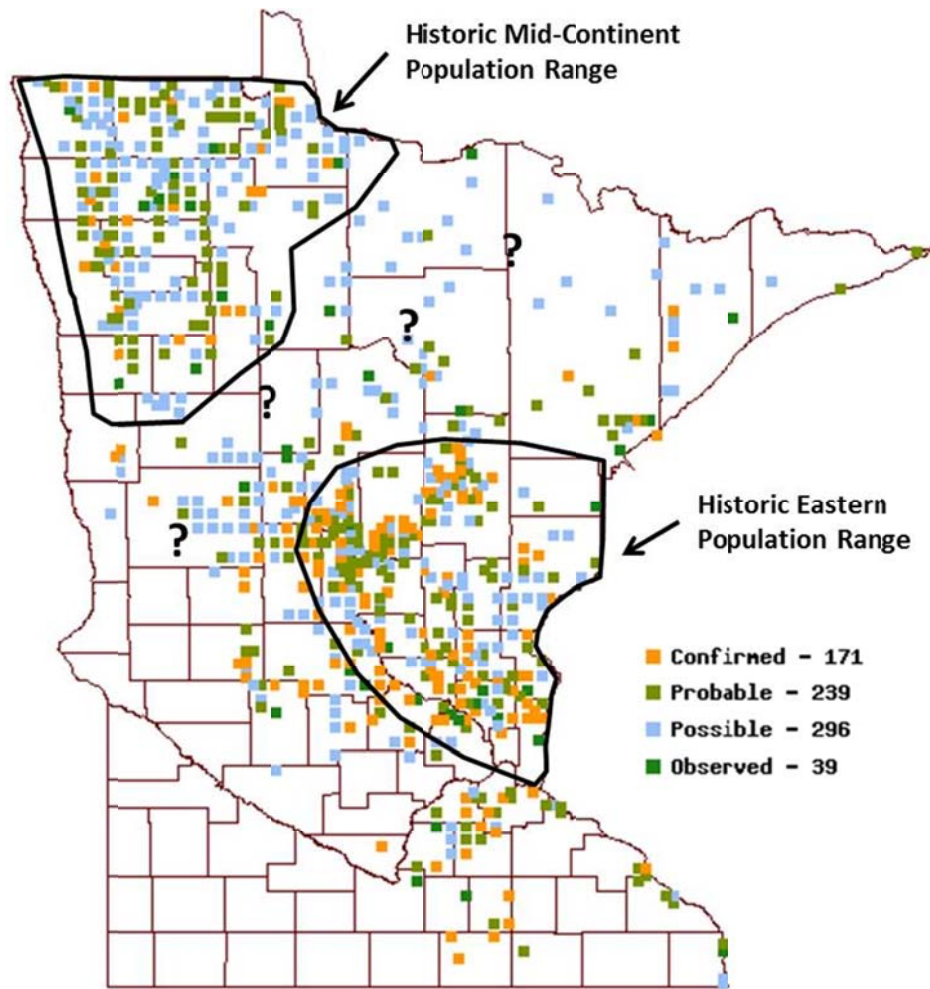 Historic Mid-Continent
Population Range
?
?
?
Historic Eastern
Population Range
?
Confirmed - 171
Probable - 239
Possible - 296
Observed - 39